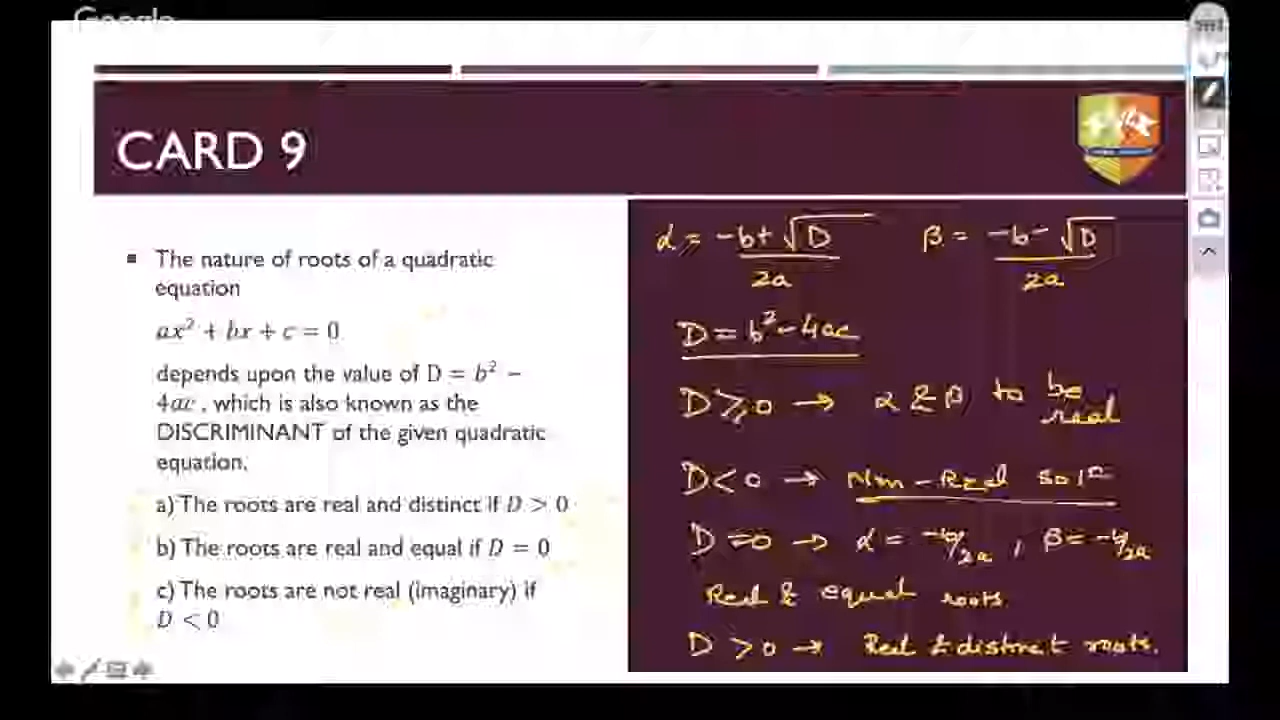 Google
CARD 9
▪ The nature of roots of a quadratic
equation
ax² + bx + c = 0
depends upon the value of D = b² −
4ac , which is also known as the
DISCRIMINANT of the given quadratic
equation.
a) The roots are real and distinct if D > 0
b) The roots are real and equal if D = 0
c) The roots are not real (imaginary) if
D < 0
α = (-b+√D)/2a β = (-b-√D)/2a
D = b²-4ac
D ≥ 0 → α & β to be
real
D < 0 → Non-Real solⁿ
D = 0 → α = -b/2a , β = -b/2a
Real & equal roots.
D > 0 → Real & distinct roots.